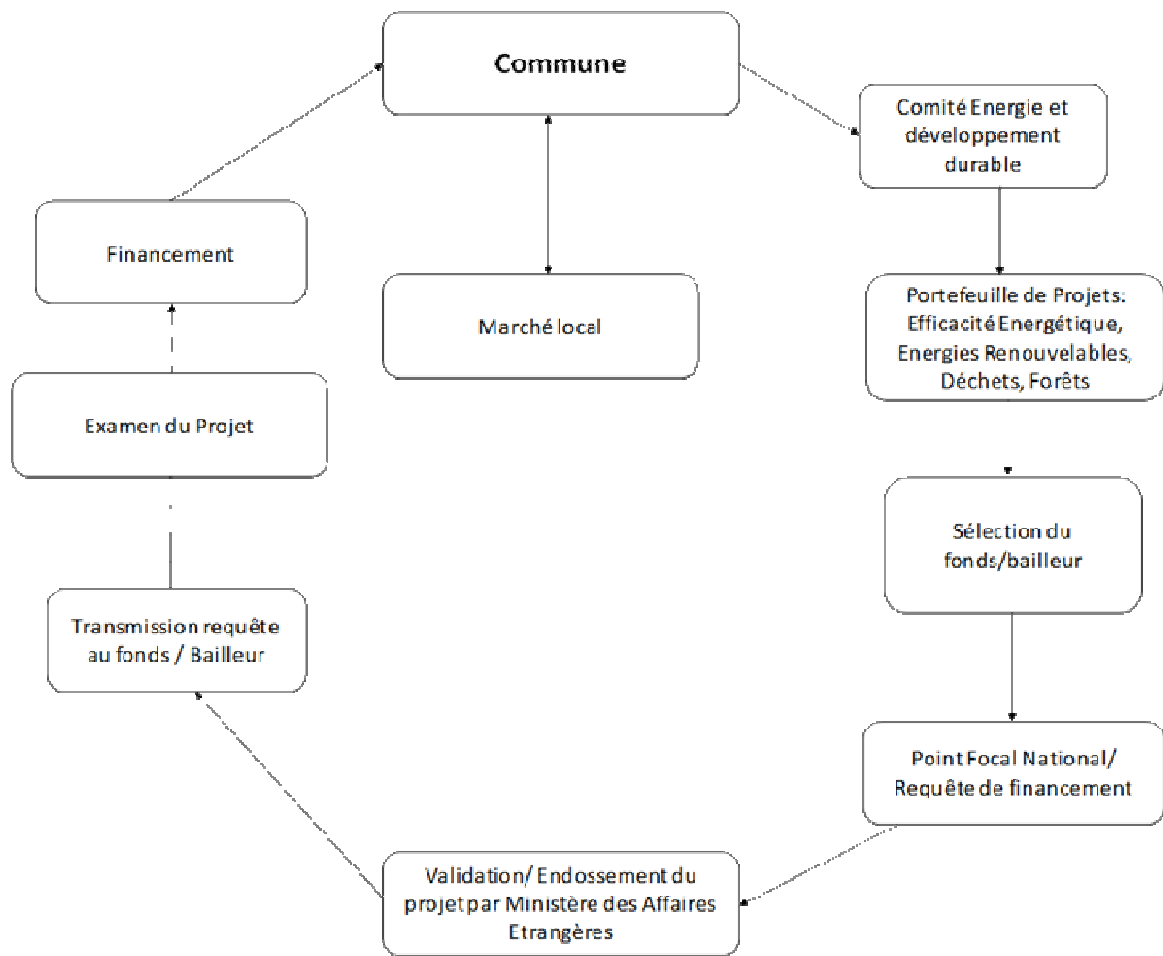 Commune
Comité Energie et
développement
durable
Financement
Marché local
Portefeuille de Projets:
Efficacité Energétique,
Energies Renouvelables,
Déchets, Forêts
Examen du Projet
Sélection du
fonds/bailleur
Transmission requête
au fonds / Bailleur
Point Focal National/
Requête de financement
Validation/ Endossement du
projet par Ministère des Affaires
Etrangères